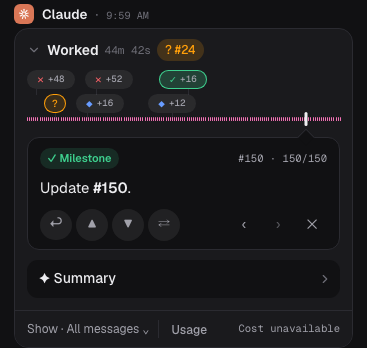 Claude · 9:59 AM
Worked 44m 42s ? #24
× +48 × +52 ✓ +16
? ◆ +16 ◆ +12
✓ Milestone #150 · 150/150
Update #150.
Summary
Show · All messages Usage Cost unavailable